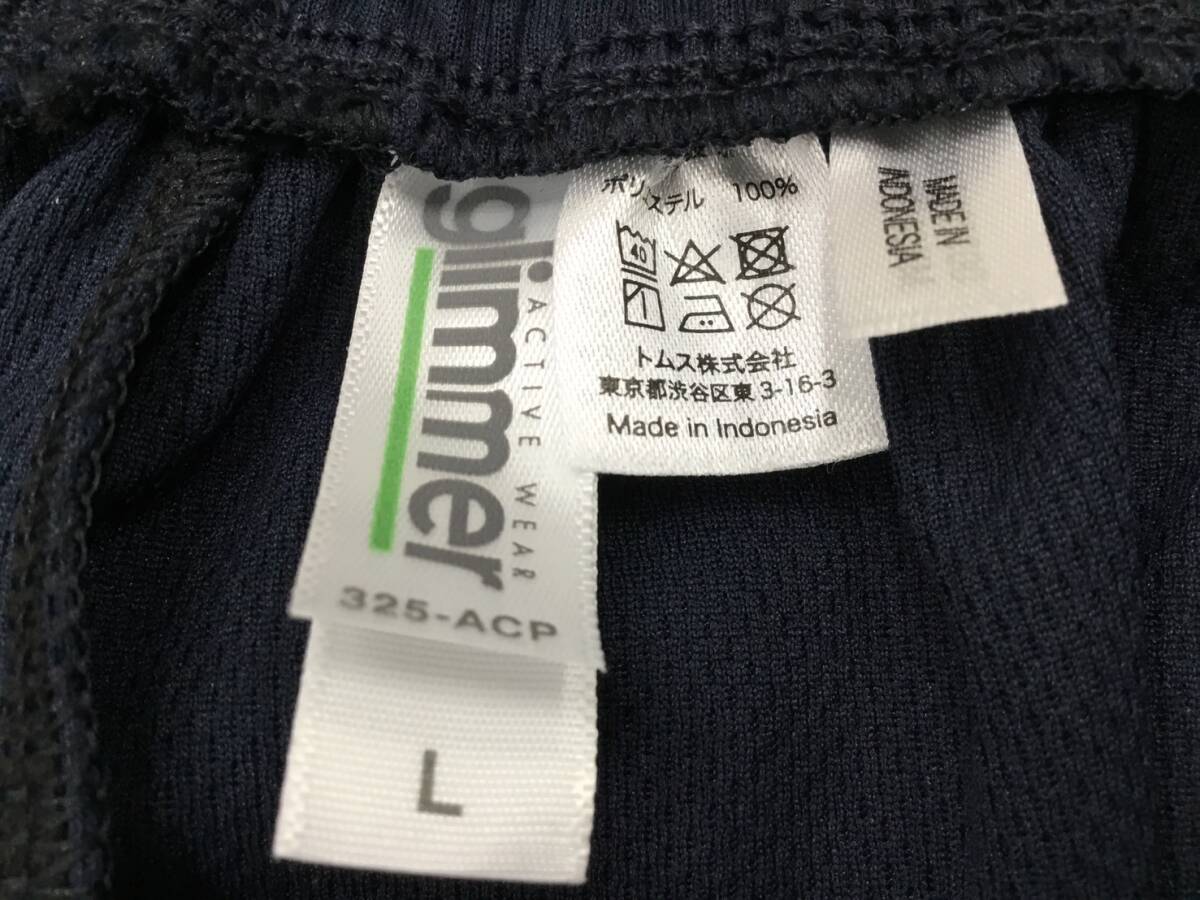 glimmer
ACTIVE WEAR
325-ACP
L
ポリ
ステル 100%
40
トムス株式会社
東京都渋谷区東 3-16-3
Made in Indonesia
MADE IN
INDONESIA